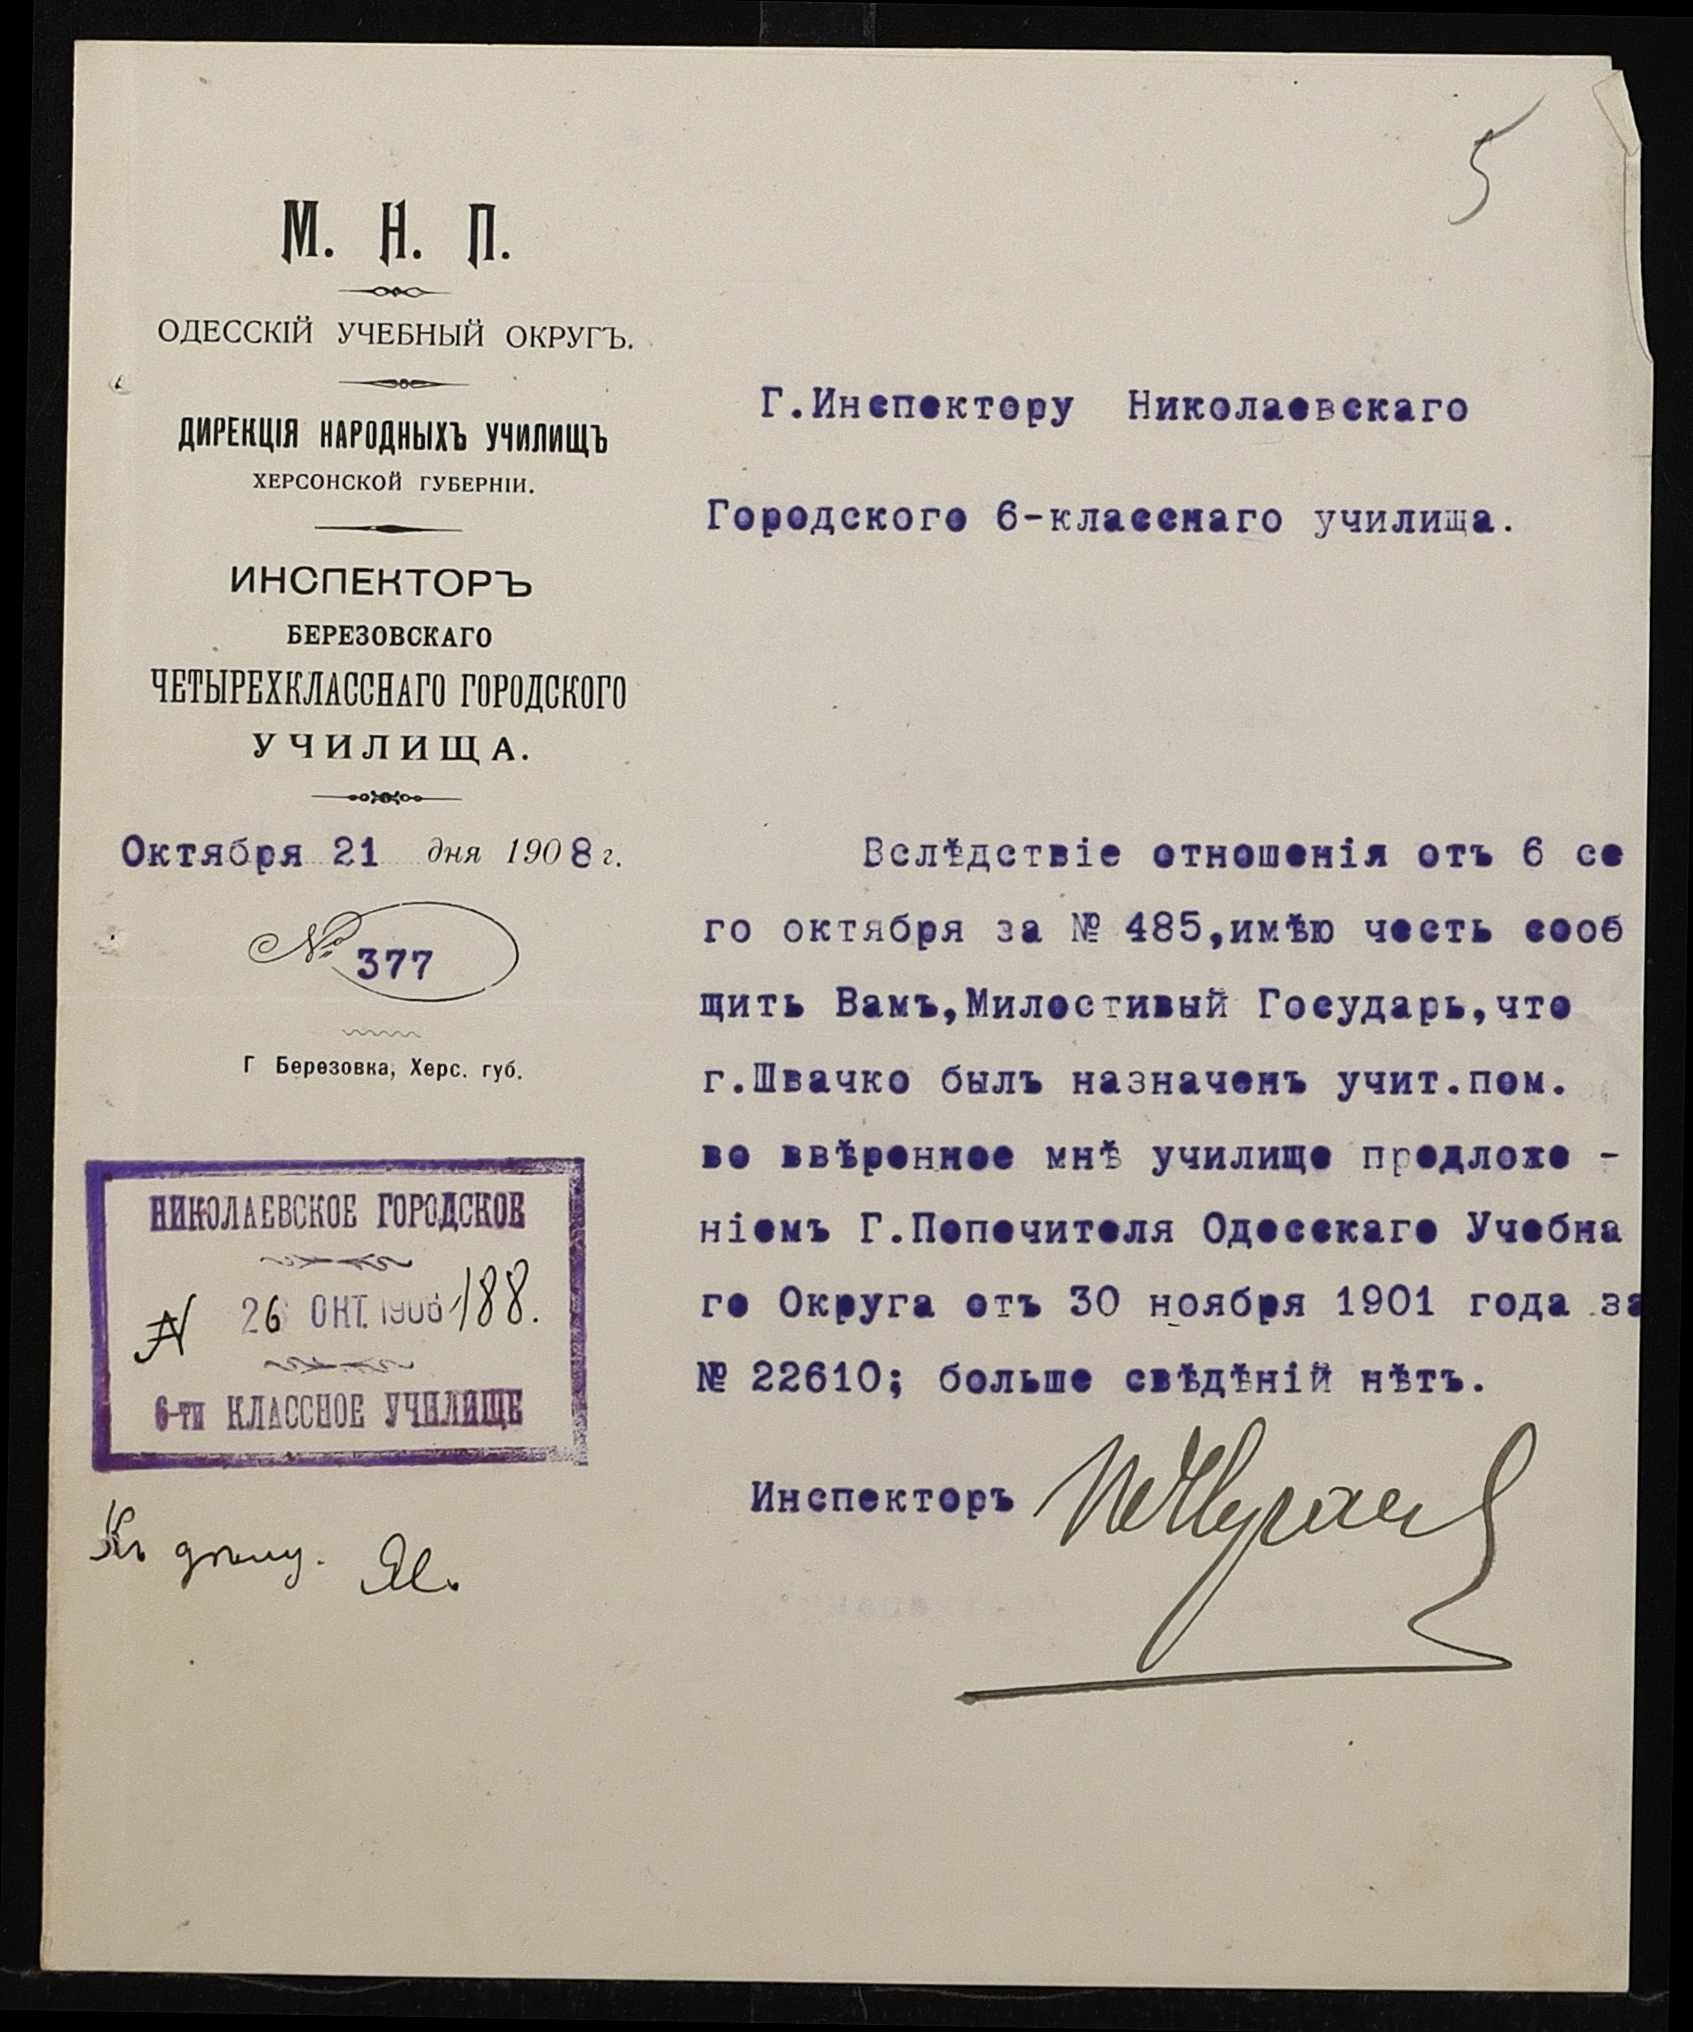 5
М. Н. П.
ОДЕССКІЙ УЧЕБНЫЙ ОКРУГЪ.
ДИРЕКЦІЯ НАРОДНЫХЪ УЧИЛИЩЪ
ХЕРСОНСКОЙ ГУБЕРНІИ.
ИНСПЕКТОРЪ
БЕРЕЗОВСКАГО
ЧЕТЫРЕХКЛАССНАГО ГОРОДСКОГО
УЧИЛИЩА.
Октября 21 дня 1908 г.
№ 377
Г Березовка, Херс. губ.
НИКОЛАЕВСКОЕ ГОРОДСКОЕ
N 26 ОКТ. 188.
6-ти КЛАССНОЕ УЧИЛИЩЕ
Къ дѣлу.
Г.Инспектору Николаевскаго
Городского 6-класснаго училища.
Вслѣдствіе отношенія отъ 6 се
го октября за № 485,имѣю честь сооб
щить Вамъ,Милостивый Государь,что
г.Швачко былъ назначенъ учит.пом.
во ввѣренное мнѣ училище предложе -
ніемъ Г.Попечителя Одесскаго Учебна
го Округа отъ 30 ноября 1901 года за
№ 22610; больше свѣдѣній нѣтъ.
Инспекторъ